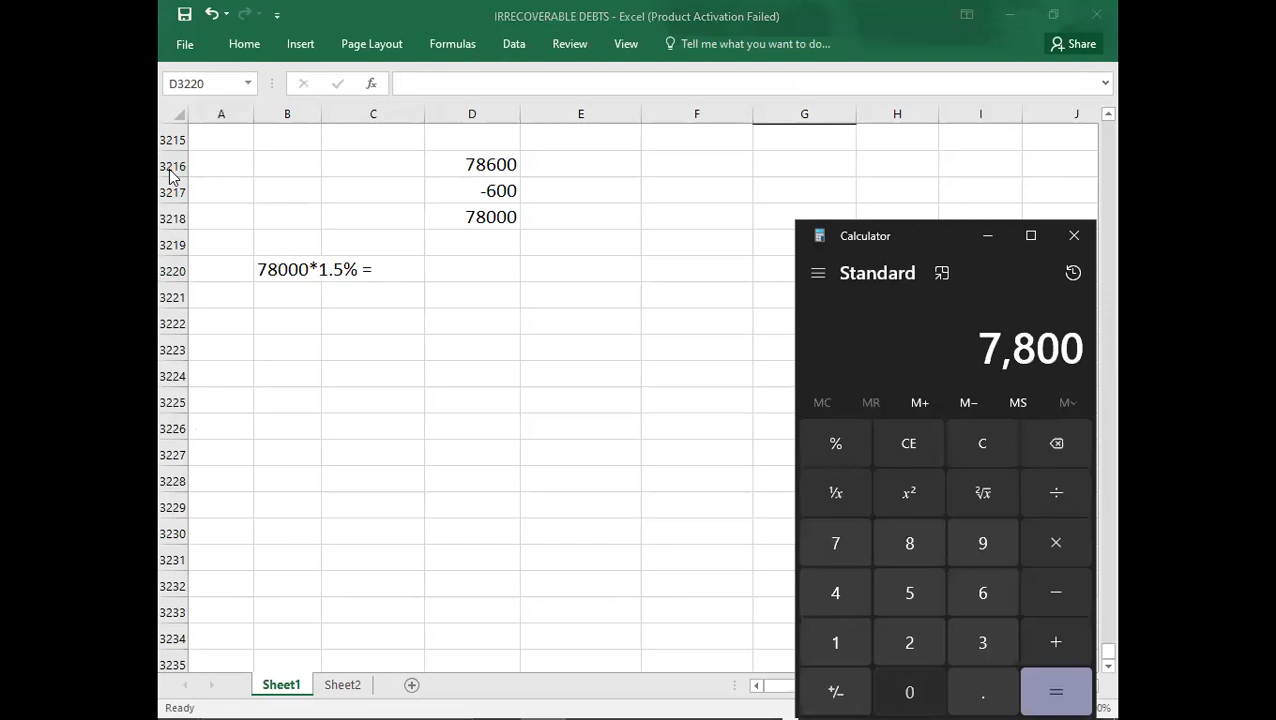 IRRECOVERABLE DEBTS - Excel (Product Activation Failed)
File Home Insert Page Layout Formulas Data Review View Tell me what you want to do... Share
D3220 fx
A B C D E F G H I J
3215
3216 78600
3217 -600
3218 78000
3219
3220 78000*1.5% =
3221
3222
3223
3224
3225
3226
3227
3228
3229
3230
3231
3232
3233
3234
3235
Calculator
Standard
7,800
MC MR M+ M− MS M˅
% CE C
¹/x x² ²√x ÷
7 8 9 ×
4 5 6 −
1 2 3 +
+/− 0 . =
Sheet1 Sheet2
Ready
0%